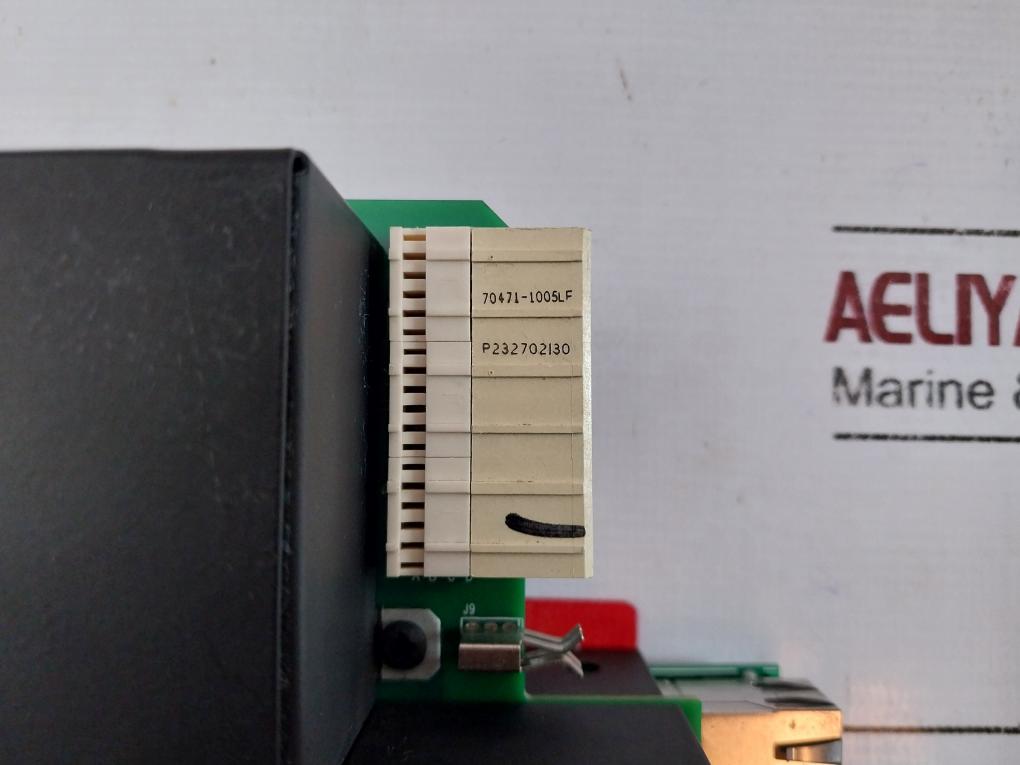 70471-1005LF
P232702130
AELIYA
Marine &
A B C D
J9